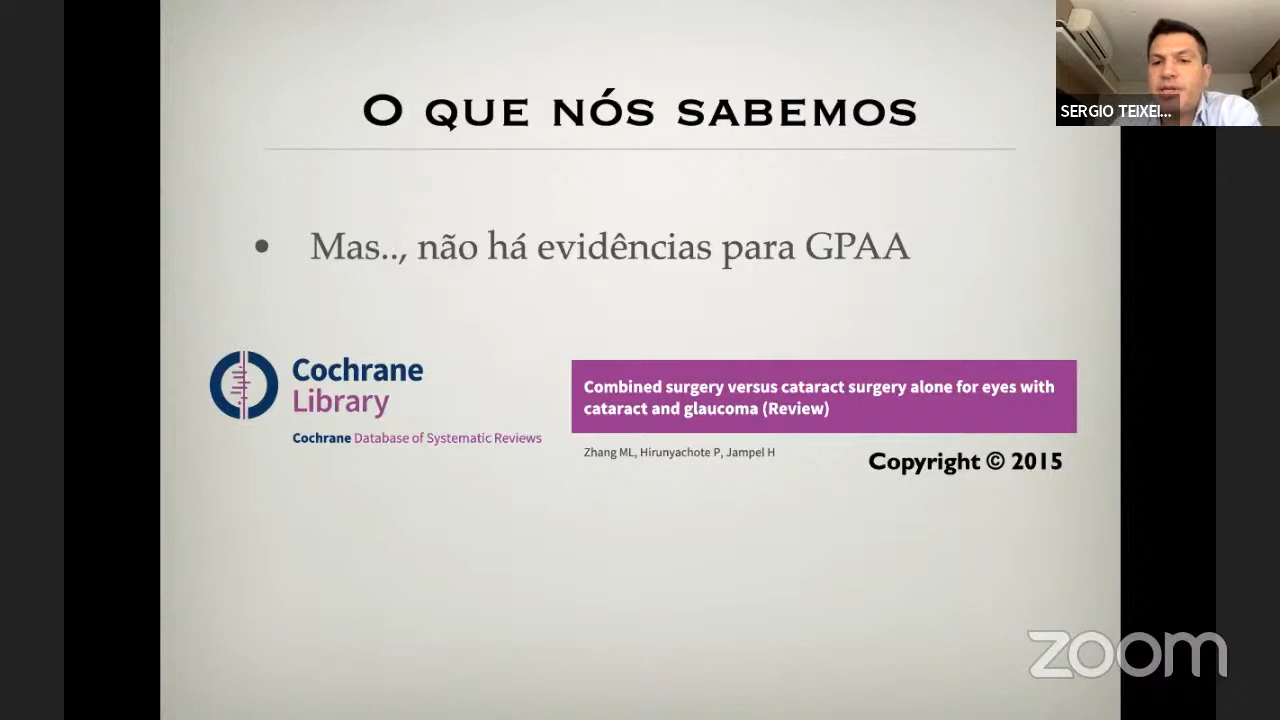 O QUE NÓS SABEMOS
SERGIO TEIXEI...
• Mas.., não há evidências para GPAA
Cochrane
Library
Cochrane Database of Systematic Reviews
Combined surgery versus cataract surgery alone for eyes with
cataract and glaucoma (Review)
Zhang ML, Hirunyachote P, Jampel H
Copyright © 2015
zoom